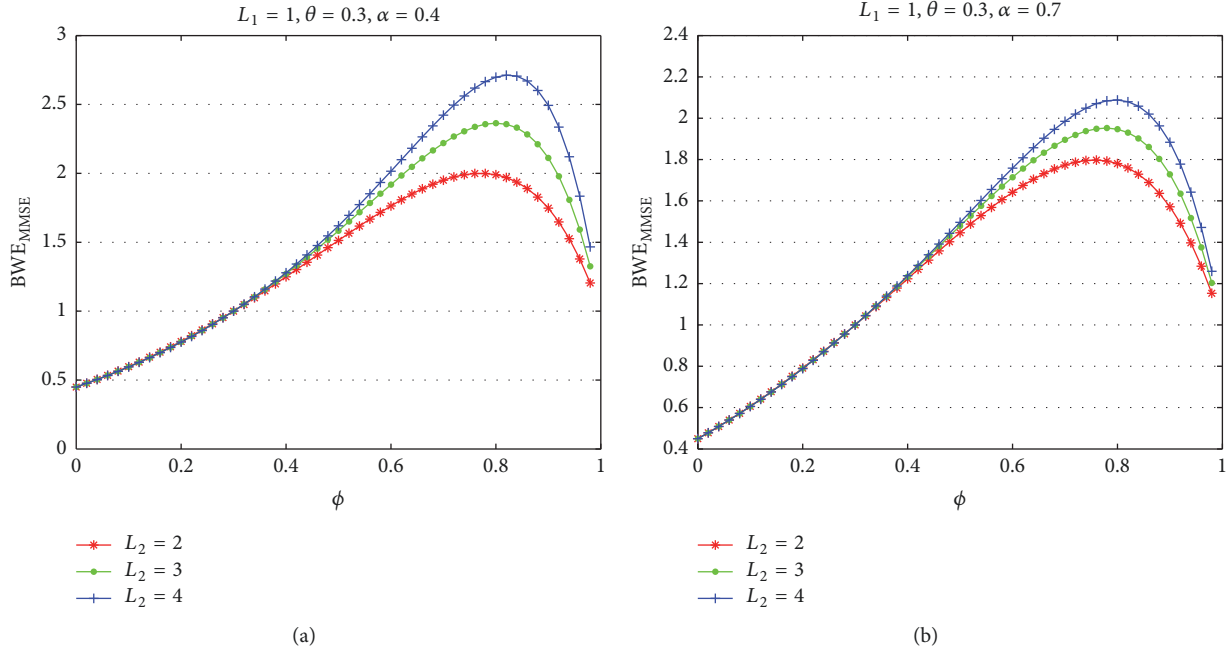 L₁ = 1, θ = 0.3, α = 0.4
3
2.5
2
1.5
1
0.5
0
BWE_MMSE
0 0.2 0.4 0.6 0.8 1
ϕ
L₂ = 2
L₂ = 3
L₂ = 4
(a)
L₁ = 1, θ = 0.3, α = 0.7
2.4
2.2
2
1.8
1.6
1.4
1.2
1
0.8
0.6
0.4
BWE_MMSE
0 0.2 0.4 0.6 0.8 1
ϕ
L₂ = 2
L₂ = 3
L₂ = 4
(b)